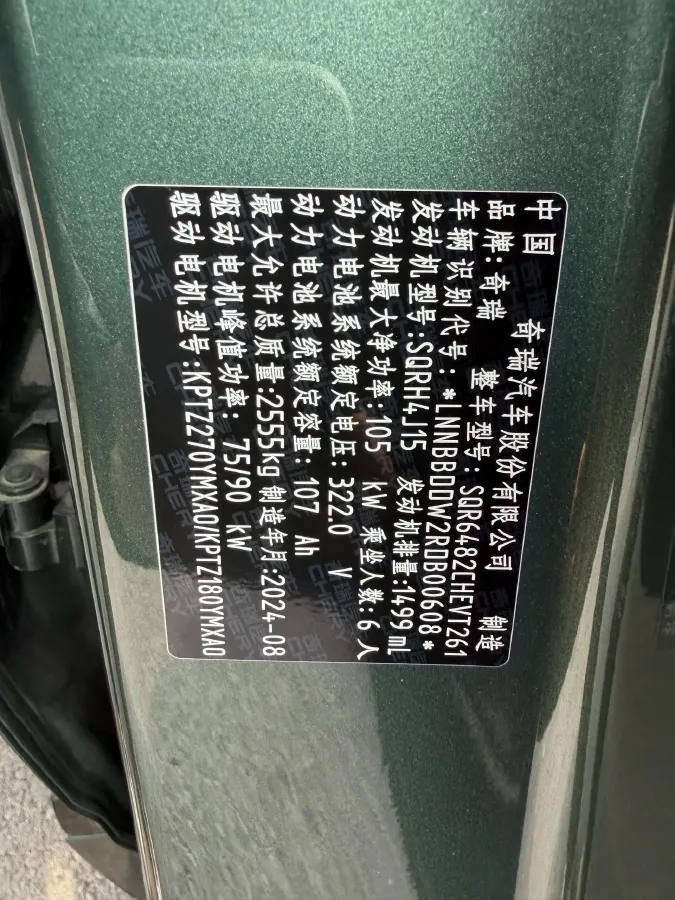 中国 奇瑞汽车股份有限公司 制造
品牌:奇瑞 整车型号:SQR6482CHEVT261
车辆识别代号:*LNNBBDDW2RDB00608*
发动机型号:SQRH4J15 发动机排量:1499 mL
发动机最大净功率:105 kW 乘坐人数:6人
动力电池系统额定电压:322.0 V
动力电池系统额定容量:107 Ah
最大允许总质量:2555kg 制造年月:2024-08
驱动电机峰值功率: 75/90 kW
驱动电机型号:KPTZ270YMXA0/KPTZ180YMXA0